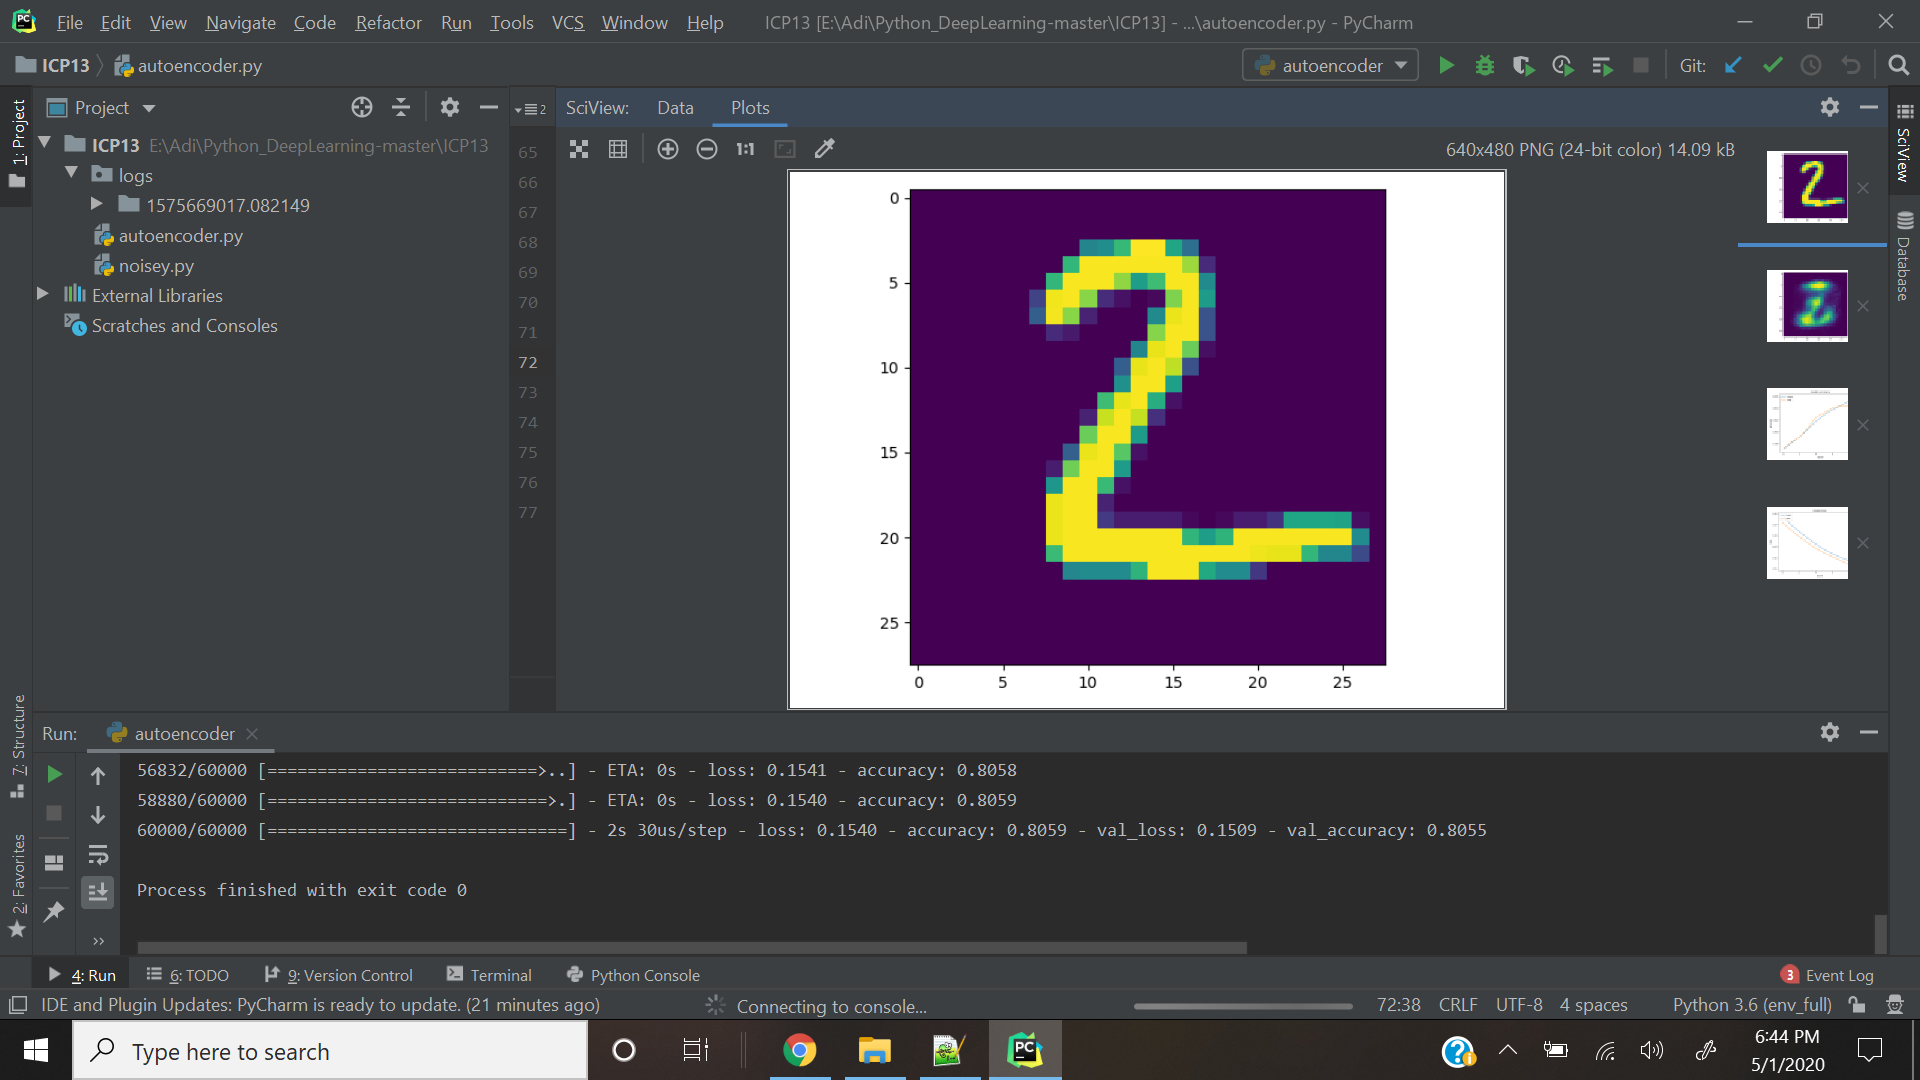 PC File Edit View Navigate Code Refactor Run Tools VCS Window Help ICP13 [E:\Adi\Python_DeepLearning-master\ICP13] - ...\autoencoder.py - PyCharm
ICP13 autoencoder.py autoencoder Git:
1: Project
Project
ICP13 E:\Adi\Python_DeepLearning-master\ICP13
logs
1575669017.082149
autoencoder.py
noisey.py
External Libraries
Scratches and Consoles
2
65
66
67
68
69
70
71
72
73
74
75
76
77
SciView: Data Plots
1:1 640x480 PNG (24-bit color) 14.09 kB
0
5
10
15
20
25
0 5 10 15 20 25
SciView
Database
7: Structure
2: Favorites
Run: autoencoder
56832/60000 [===========================>..] - ETA: 0s - loss: 0.1541 - accuracy: 0.8058
58880/60000 [============================>.] - ETA: 0s - loss: 0.1540 - accuracy: 0.8059
60000/60000 [==============================] - 2s 30us/step - loss: 0.1540 - accuracy: 0.8059 - val_loss: 0.1509 - val_accuracy: 0.8055
Process finished with exit code 0
4: Run 6: TODO 9: Version Control Terminal Python Console 3 Event Log
IDE and Plugin Updates: PyCharm is ready to update. (21 minutes ago) Connecting to console... 72:38 CRLF UTF-8 4 spaces Python 3.6 (env_full)
Type here to search PC 6:44 PM
5/1/2020